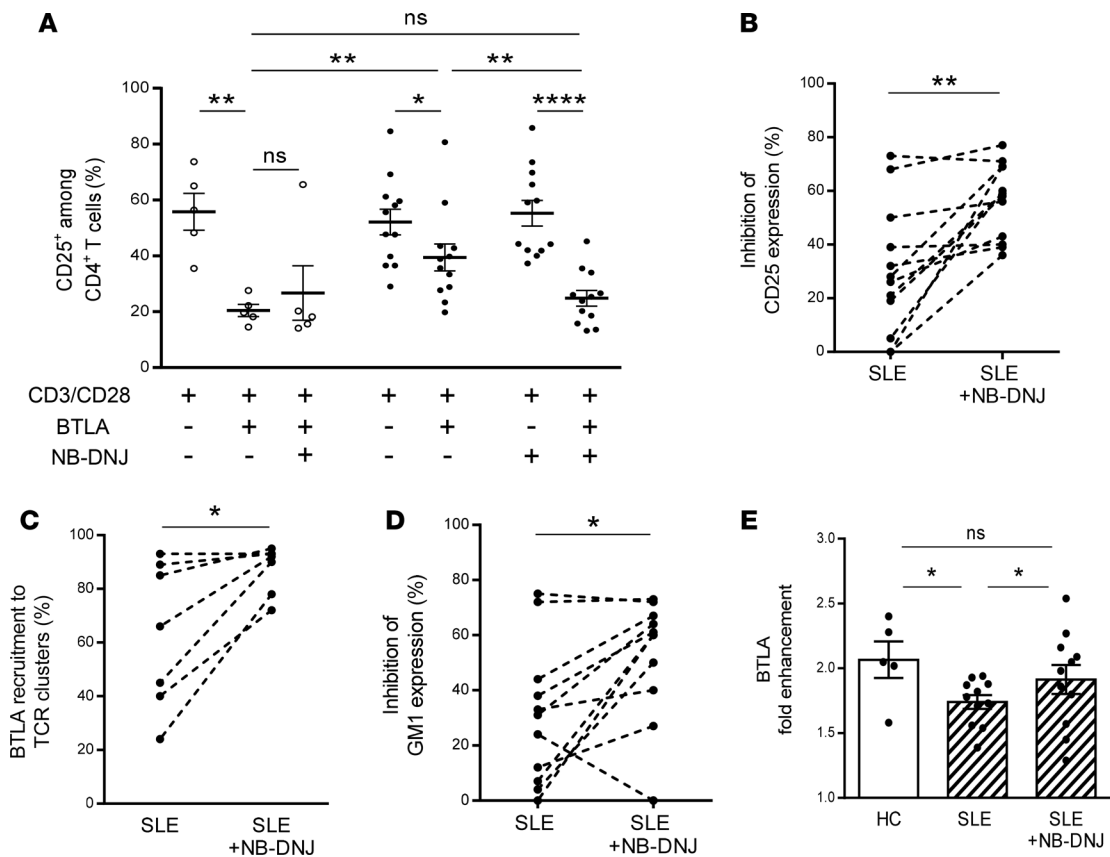 A
ns
**
**
**
ns
*
****
100
80
60
40
20
0
CD25+ among
CD4+ T cells (%)
CD3/CD28 + + + + + + +
BTLA - + + - + - +
NB-DNJ - - + - - + +
B
**
100
80
60
40
20
0
Inhibition of
CD25 expression (%)
SLE
SLE
+NB-DNJ
C
*
100
80
60
40
20
0
BTLA recruitment to
TCR clusters (%)
SLE
SLE
+NB-DNJ
D
*
100
80
60
40
20
0
Inhibition of
GM1 expression (%)
SLE
SLE
+NB-DNJ
E
ns
*
*
3.0
2.5
2.0
1.5
1.0
BTLA
fold enhancement
HC
SLE
SLE
+NB-DNJ